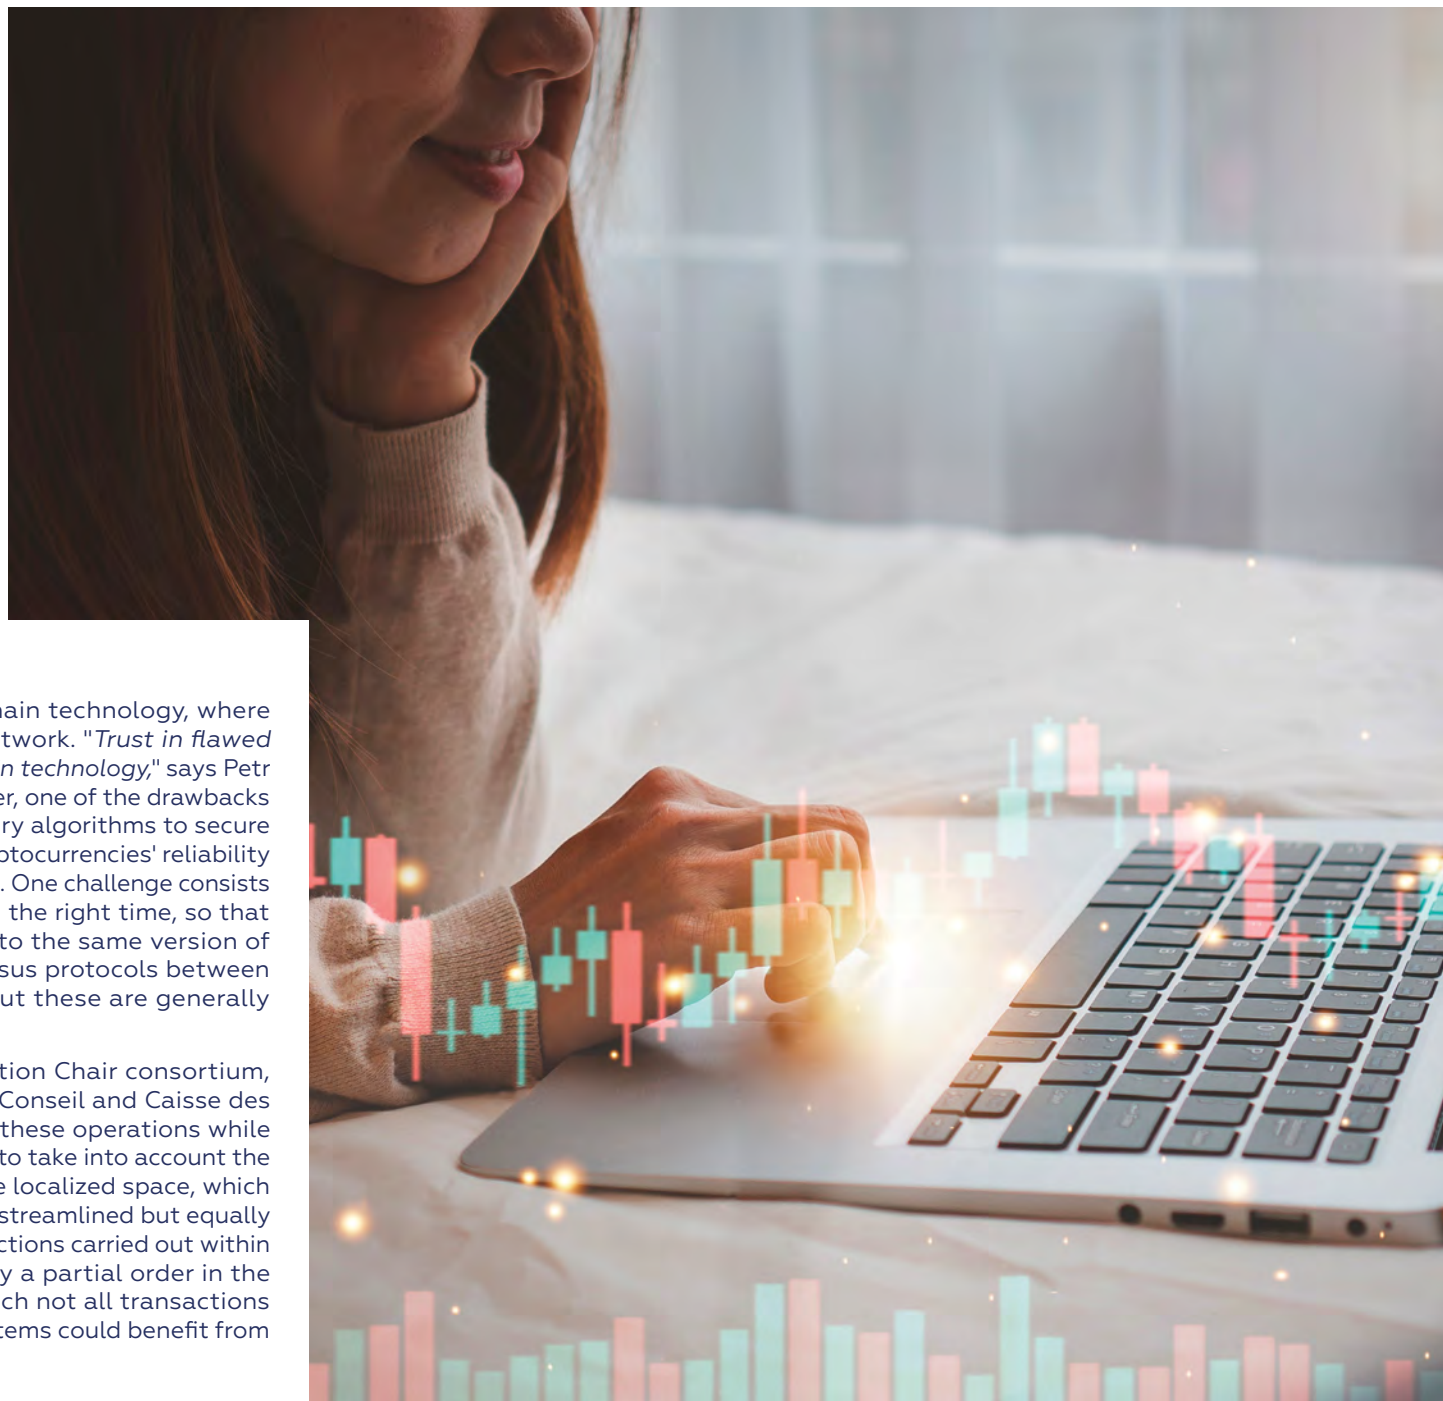 hain technology, where
twork. "Trust in flawed
n technology," says Petr
er, one of the drawbacks
ry algorithms to secure
ptocurrencies' reliability
. One challenge consists
the right time, so that
to the same version of
sus protocols between
ut these are generally
tion Chair consortium,
Conseil and Caisse des
these operations while
to take into account the
e localized space, which
streamlined but equally
ctions carried out within
y a partial order in the
ch not all transactions
tems could benefit from